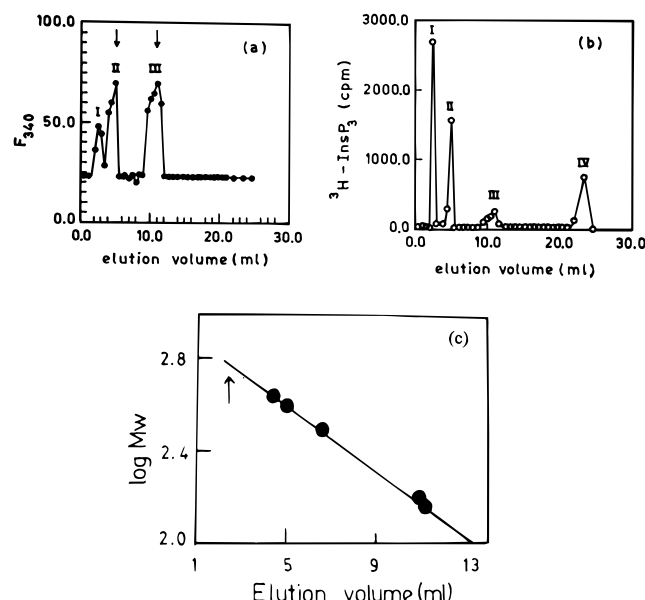 (a)
100.0
50.0
0.0
F340
I
II
III
0.0 10.0 20.0 30.0
elution volume (ml)
(b)
3000.0
2000.0
1000.0
0.0
³H-InsP₃ (cpm)
I
II
III
IV
0.0 10.0 20.0 30.0
elution volume (ml)
(c)
2.8
2.4
2.0
log Mw
1 5 9 13
Elution volume (ml)